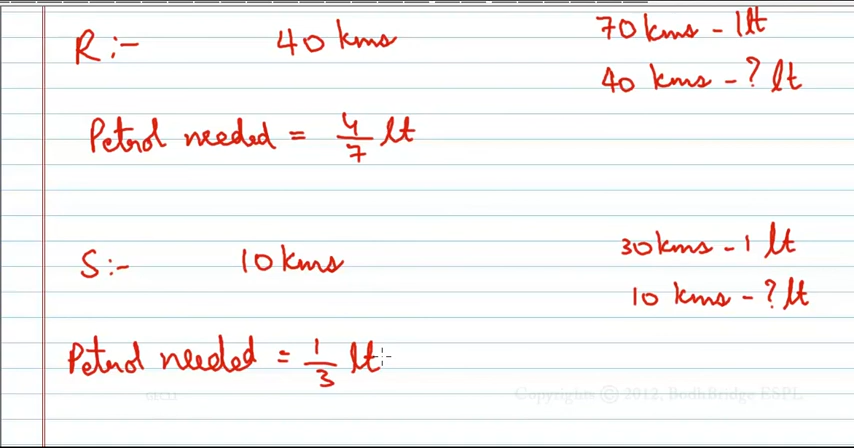 R :- 40 kms 70 kms - 1 lt
40 kms - ? lt
Petrol needed = 4/7 lt
S :- 10 kms 30 kms - 1 lt
10 kms - ? lt
Petrol needed = 1/3 lt
Copyrights © 2012, BodhBridge ESPL